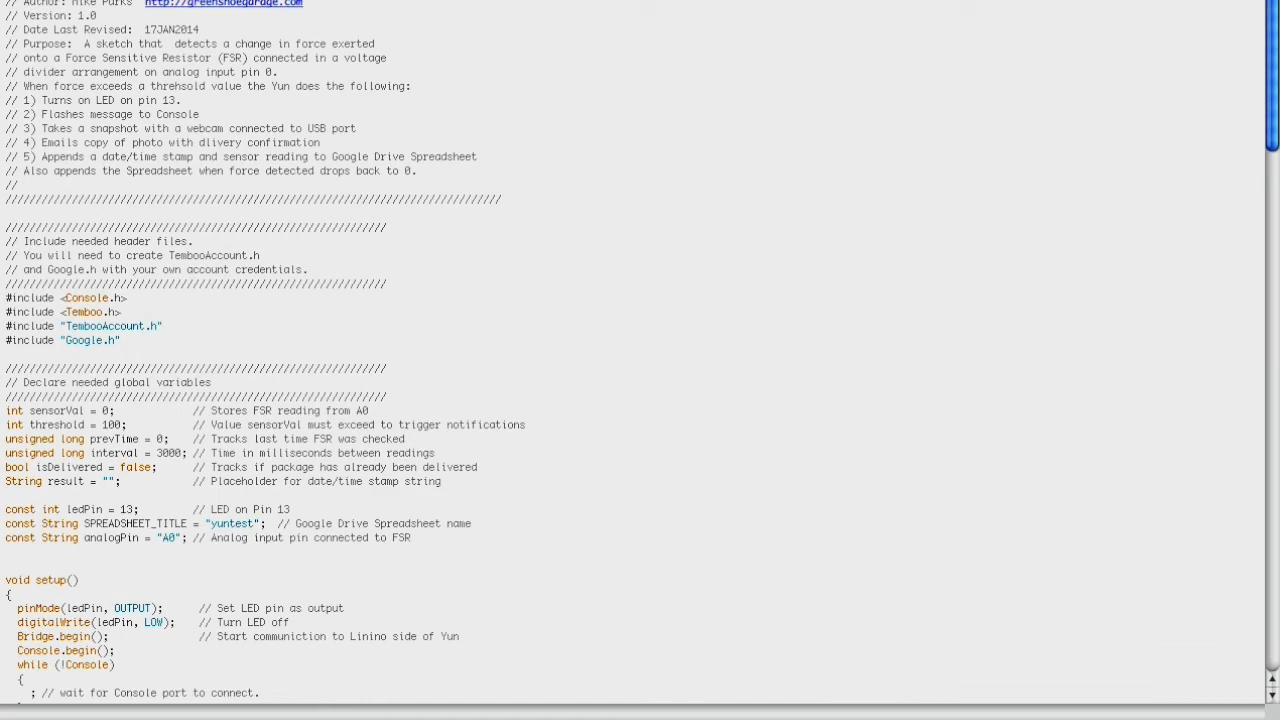 // Author: Mike Parks  http://greenshoegarage.com
// Version: 1.0
// Date Last Revised:  17JAN2014
// Purpose:  A sketch that  detects a change in force exerted
// onto a Force Sensitive Resistor (FSR) connected in a voltage
// divider arrangement on analog input pin 0.
// When force exceeds a threhsold value the Yun does the following:
// 1) Turns on LED on pin 13.
// 2) Flashes message to Console
// 3) Takes a snapshot with a webcam connected to USB port
// 4) Emails copy of photo with dlivery confirmation
// 5) Appends a date/time stamp and sensor reading to Google Drive Spreadsheet
// Also appends the Spreadsheet when force detected drops back to 0.
//
///////////////////////////////////////////////////////////////////////////////////
///////////////////////////////////////////////////////////////
// Include needed header files.
// You will need to create TembooAccount.h
// and Google.h with your own account credentials.
///////////////////////////////////////////////////////////////
#include <Console.h>
#include <Temboo.h>
#include "TembooAccount.h"
#include "Google.h"
///////////////////////////////////////////////////////////////
// Declare needed global variables
///////////////////////////////////////////////////////////////
int sensorVal = 0;             // Stores FSR reading from A0
int threshold = 100;           // Value sensorVal must exceed to trigger notifications
unsigned long prevTime = 0;    // Tracks last time FSR was checked
unsigned long interval = 3000; // Time in milliseconds between readings
bool isDelivered = false;      // Tracks if package has already been delivered
String result = "";            // Placeholder for date/time stamp string
const int ledPin = 13;         // LED on Pin 13
const String SPREADSHEET_TITLE = "yuntest";  // Google Drive Spreadsheet name
const String analogPin = "A0"; // Analog input pin connected to FSR
void setup()
{
  pinMode(ledPin, OUTPUT);      // Set LED pin as output
  digitalWrite(ledPin, LOW);    // Turn LED off
  Bridge.begin();               // Start communiction to Linino side of Yun
  Console.begin();
  while (!Console)
  {
    ; // wait for Console port to connect.